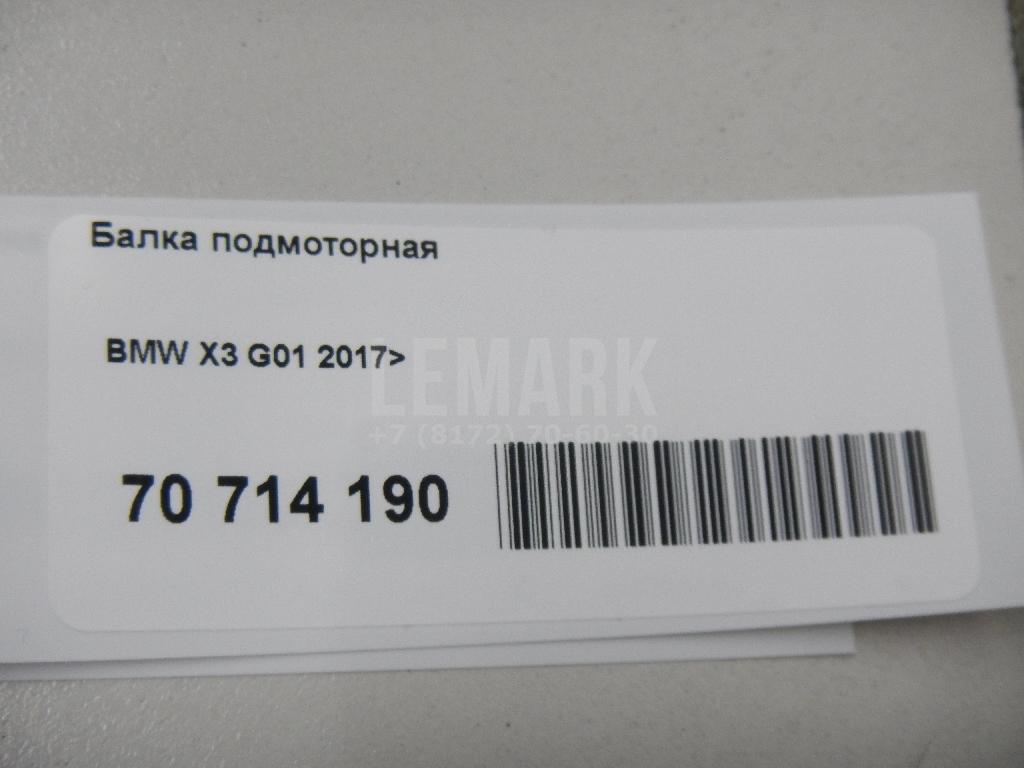 Балка подмоторная
BMW X3 G01 2017>
LEMARK
+7 (8172) 70-60-30
70 714 190